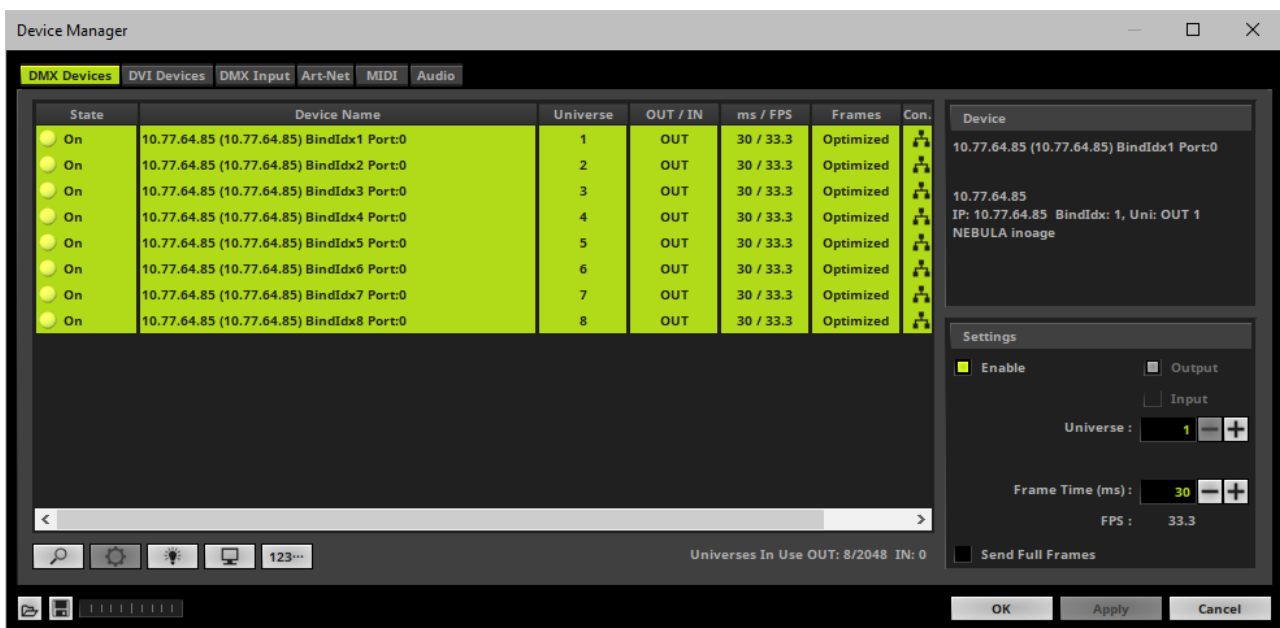 Device Manager
DMX Devices DVI Devices DMX Input Art-Net MIDI Audio
State Device Name Universe OUT / IN ms / FPS Frames Con.
On 10.77.64.85 (10.77.64.85) BindIdx1 Port:0 1 OUT 30 / 33.3 Optimized
On 10.77.64.85 (10.77.64.85) BindIdx2 Port:0 2 OUT 30 / 33.3 Optimized
On 10.77.64.85 (10.77.64.85) BindIdx3 Port:0 3 OUT 30 / 33.3 Optimized
On 10.77.64.85 (10.77.64.85) BindIdx4 Port:0 4 OUT 30 / 33.3 Optimized
On 10.77.64.85 (10.77.64.85) BindIdx5 Port:0 5 OUT 30 / 33.3 Optimized
On 10.77.64.85 (10.77.64.85) BindIdx6 Port:0 6 OUT 30 / 33.3 Optimized
On 10.77.64.85 (10.77.64.85) BindIdx7 Port:0 7 OUT 30 / 33.3 Optimized
On 10.77.64.85 (10.77.64.85) BindIdx8 Port:0 8 OUT 30 / 33.3 Optimized
123...
Universes In Use OUT: 8/2048 IN: 0
Device
10.77.64.85 (10.77.64.85) BindIdx1 Port:0
10.77.64.85
IP: 10.77.64.85 BindIdx: 1, Uni: OUT 1
NEBULA inoage
Settings
Enable Output
Input
Universe : 1
Frame Time (ms) : 30
FPS : 33.3
Send Full Frames
OK Apply Cancel